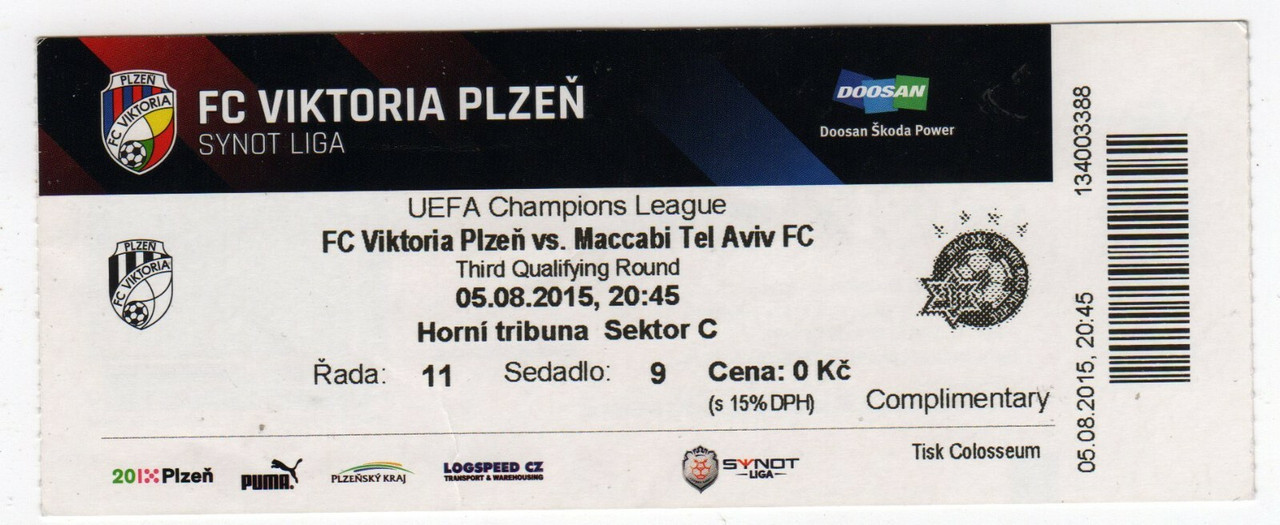 PLZEŇ
FC VIKTORIA
FC VIKTORIA PLZEŇ
SYNOT LIGA
DOOSAN
Doosan Škoda Power
UEFA Champions League
FC Viktoria Plzeň vs. Maccabi Tel Aviv FC
Third Qualifying Round
05.08.2015, 20:45
Horní tribuna Sektor C
PLZEŇ
FC VIKTORIA
Řada: 11 Sedadlo: 9 Cena: 0 Kč
(s 15% DPH) Complimentary
Tisk Colosseum
20IXPlzeň
PUMA
PLZEŇSKÝ KRAJ
LOGSPEED CZ
TRANSPORT & WAREHOUSING
SYNOT
LIGA
134003388
05.08.2015, 20:45